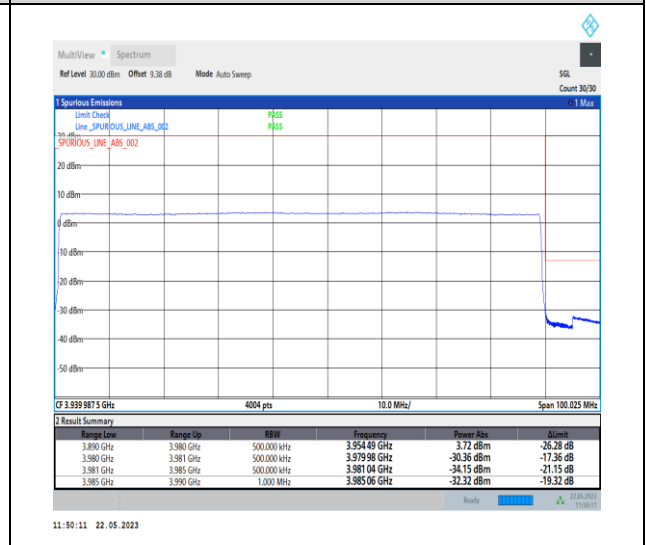 MultiView Spectrum
Ref Level 30.00 dBm Offset 9.38 dB Mode Auto Sweep SGL
Count 30/30
1 Spurious Emissions 1 Max
Limit Check PASS
Line _SPURIOUS_LINE_ABS_002 PASS
30 dBm
_SPURIOUS_LINE_ABS_002
20 dBm
10 dBm
0 dBm
-10 dBm
-20 dBm
-30 dBm
-40 dBm
-50 dBm
CF 3.939 987 5 GHz 4004 pts 10.0 MHz/ Span 100.025 MHz
2 Result Summary
Range Low Range Up RBW Frequency Power Abs ΔLimit
3.890 GHz 3.980 GHz 500.000 kHz 3.954 49 GHz 3.72 dBm -26.28 dB
3.980 GHz 3.981 GHz 500.000 kHz 3.979 98 GHz -30.36 dBm -17.36 dB
3.981 GHz 3.985 GHz 500.000 kHz 3.981 04 GHz -34.15 dBm -21.15 dB
3.985 GHz 3.990 GHz 1.000 MHz 3.985 06 GHz -32.32 dBm -19.32 dB
Ready 22.05.2023
11:50:11
11:50:11 22.05.2023